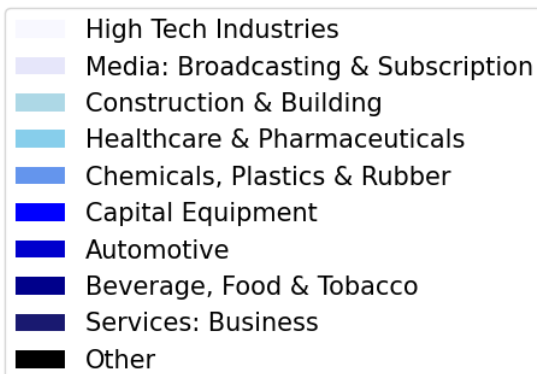 High Tech Industries
Media: Broadcasting & Subscription
Construction & Building
Healthcare & Pharmaceuticals
Chemicals, Plastics & Rubber
Capital Equipment
Automotive
Beverage, Food & Tobacco
Services: Business
Other